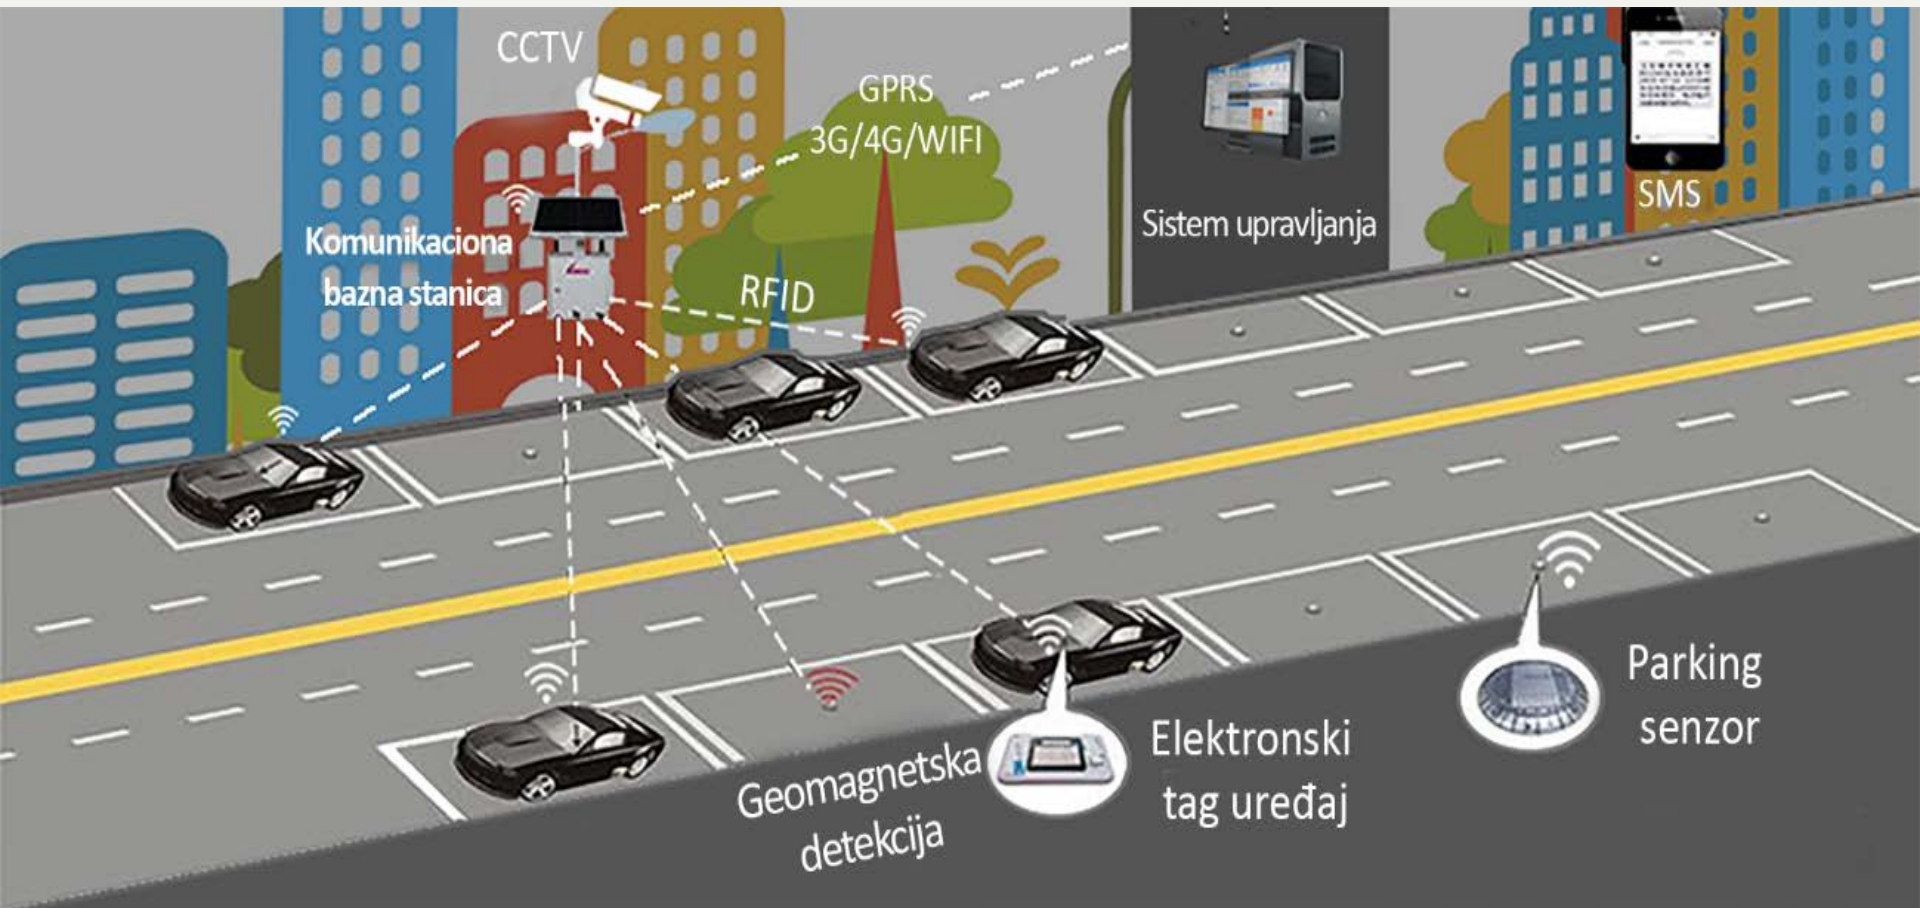 CCTV
GPRS
3G/4G/WIFI
Sistem upravljanja
SMS
Komunikaciona
bazna stanica
RFID
Parking
senzor
Elektronski
tag uređaj
Geomagnetska
detekcija